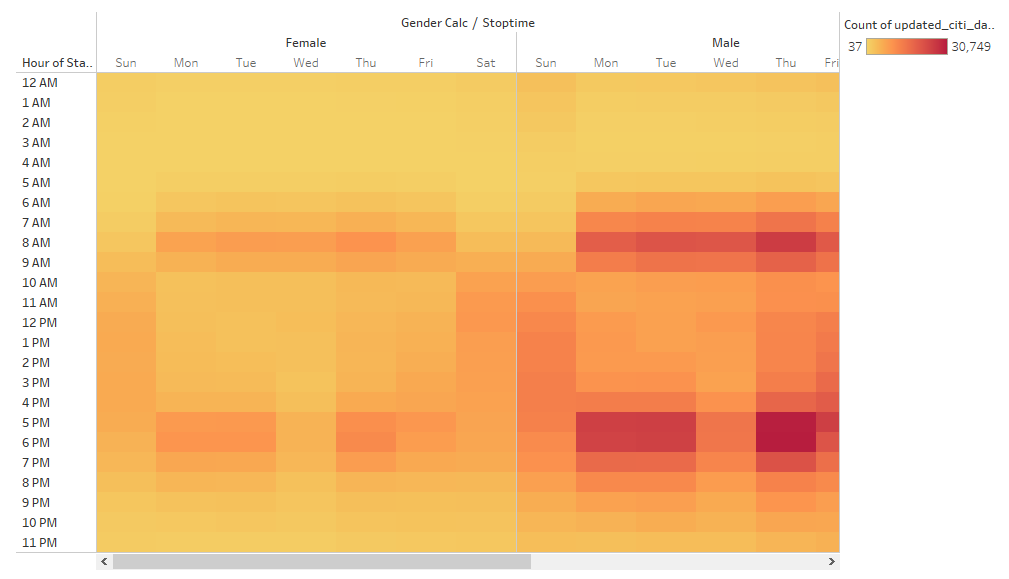 Gender Calc / Stoptime
Count of updated_citi_da..
Female
Male
37
30,749
Hour of Sta..
Sun
Mon
Tue
Wed
Thu
Fri
Sat
Sun
Mon
Tue
Wed
Thu
Fri
12 AM
1 AM
2 AM
3 AM
4 AM
5 AM
6 AM
7 AM
8 AM
9 AM
10 AM
11 AM
12 PM
1 PM
2 PM
3 PM
4 PM
5 PM
6 PM
7 PM
8 PM
9 PM
10 PM
11 PM